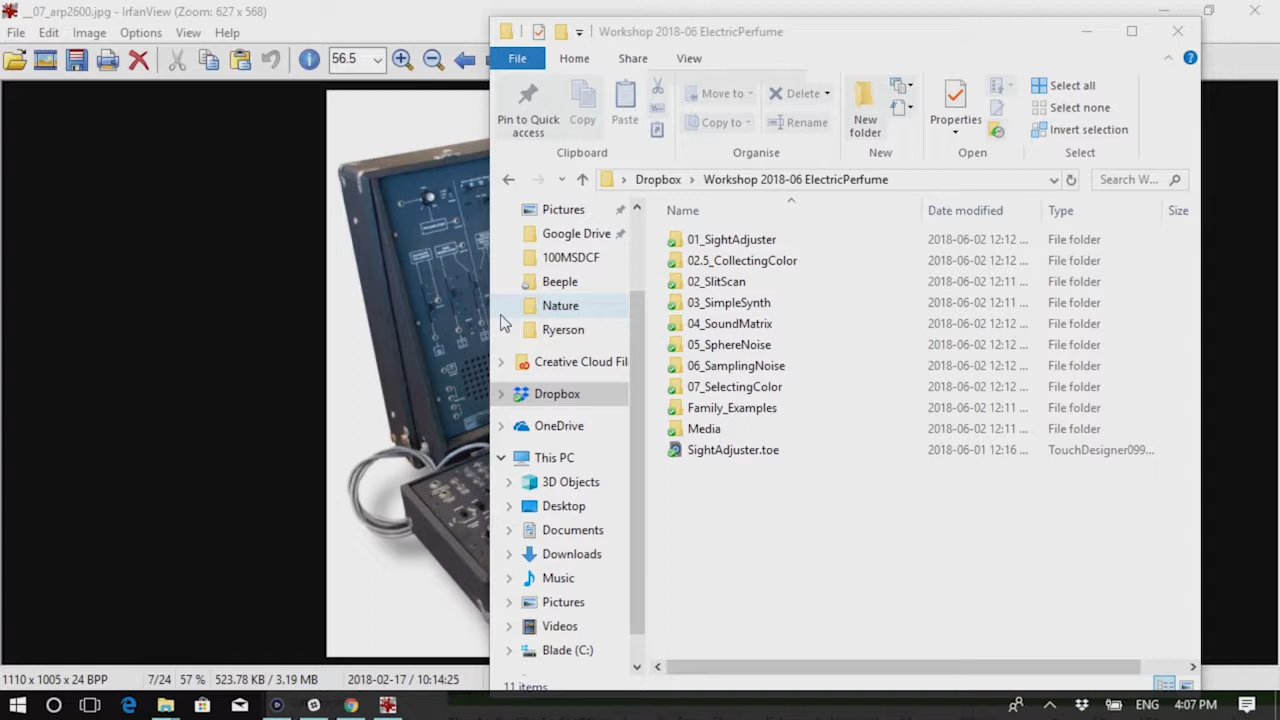 __07_arp2600.jpg - IrfanView (Zoom: 627 x 568)
File Edit Image Options View Help
56.5
Workshop 2018-06 ElectricPerfume
File Home Share View
Pin to Quick access
Copy
Paste
Move to
Copy to
Delete
Rename
New folder
Properties
Select all
Select none
Invert selection
Clipboard Organise New Open Select
Dropbox Workshop 2018-06 ElectricPerfume Search W...
Pictures
Google Drive
100MSDCF
Beeple
Nature
Ryerson
Creative Cloud Fil
Dropbox
OneDrive
This PC
3D Objects
Desktop
Documents
Downloads
Music
Pictures
Videos
Blade (C:)
Name Date modified Type Size
01_SightAdjuster 2018-06-02 12:12 ... File folder
02.5_CollectingColor 2018-06-02 12:12 ... File folder
02_SlitScan 2018-06-02 12:11 ... File folder
03_SimpleSynth 2018-06-02 12:11 ... File folder
04_SoundMatrix 2018-06-02 12:12 ... File folder
05_SphereNoise 2018-06-02 12:12 ... File folder
06_SamplingNoise 2018-06-02 12:12 ... File folder
07_SelectingColor 2018-06-02 12:12 ... File folder
Family_Examples 2018-06-02 12:11 ... File folder
Media 2018-06-02 12:11 ... File folder
SightAdjuster.toe 2018-06-01 12:16 ... TouchDesigner099...
11 items
1110 x 1005 x 24 BPP 7/24 57 % 523.78 KB / 3.19 MB 2018-02-17 / 10:14:25
ENG 4:07 PM